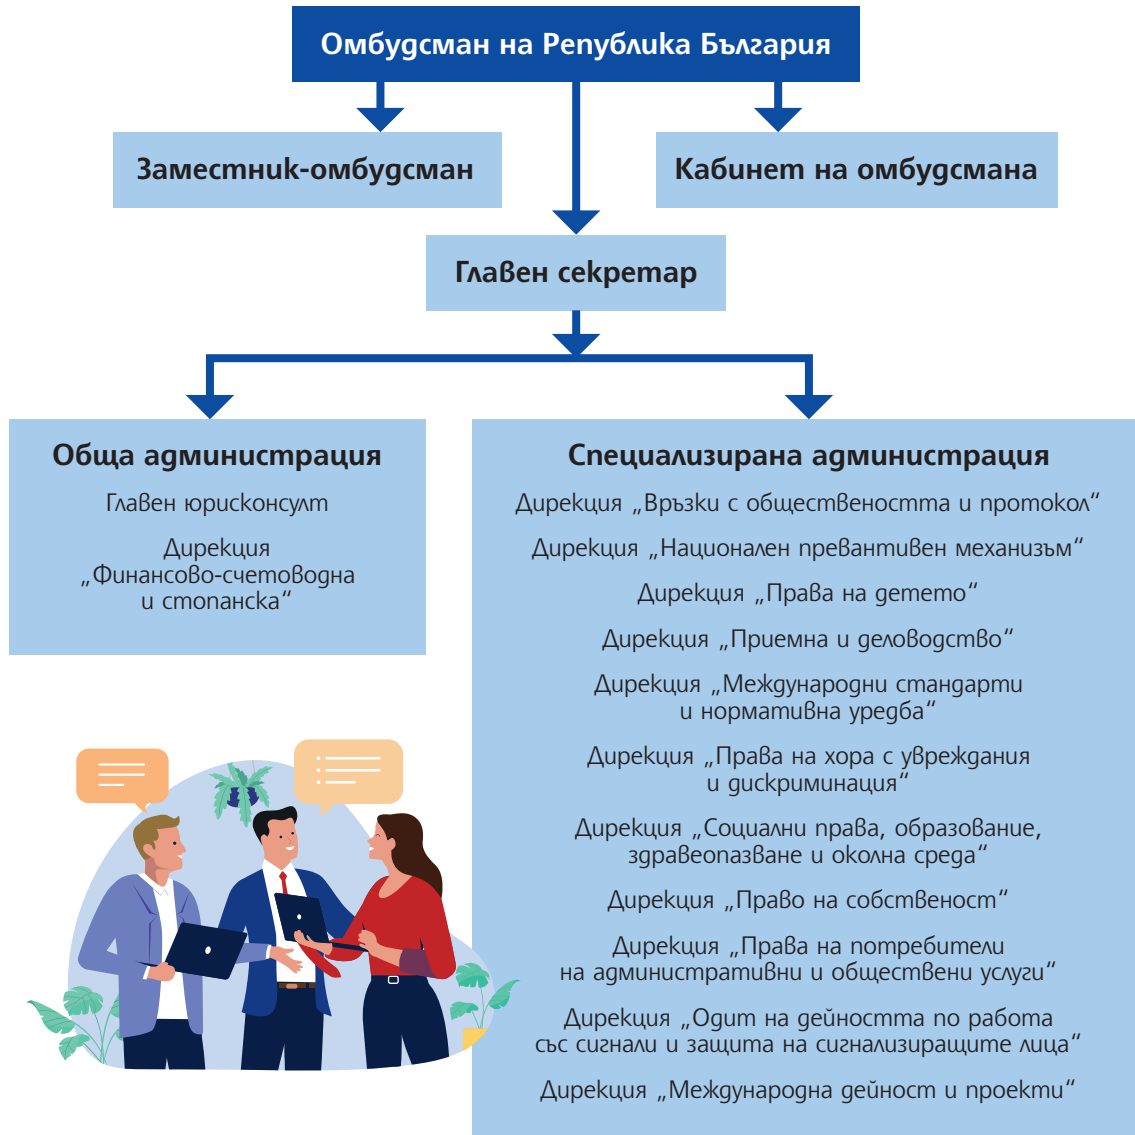 Омбудсман на Република България
Заместник-омбудсман
Кабинет на омбудсмана
Главен секретар
Обща администрация
Главен юрисконсулт
Дирекция
„Финансово-счетоводна
и стопанска“
Специализирана администрация
Дирекция „Връзки с обществеността и протокол“
Дирекция „Национален превантивен механизъм“
Дирекция „Права на детето“
Дирекция „Приемна и деловодство“
Дирекция „Международни стандарти
и нормативна уредба“
Дирекция „Права на хора с увреждания
и дискриминация“
Дирекция „Социални права, образование,
здравеопазване и околна среда“
Дирекция „Право на собственост“
Дирекция „Права на потребители
на административни и обществени услуги“
Дирекция „Одит на дейността по работа
със сигнали и защита на сигнализиращите лица“
Дирекция „Международна дейност и проекти“